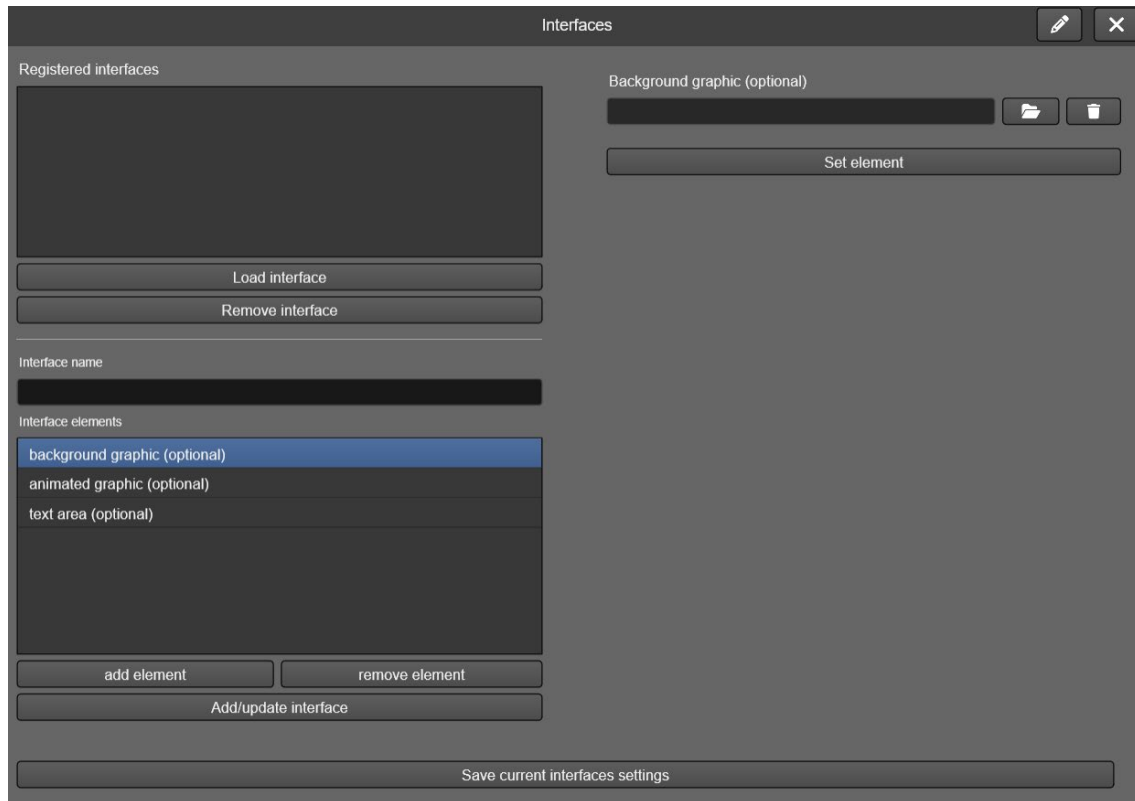 Interfaces
Registered interfaces
Load interface
Remove interface
Interface name
Interface elements
background graphic (optional)
animated graphic (optional)
text area (optional)
add element
remove element
Add/update interface
Background graphic (optional)
Set element
Save current interfaces settings